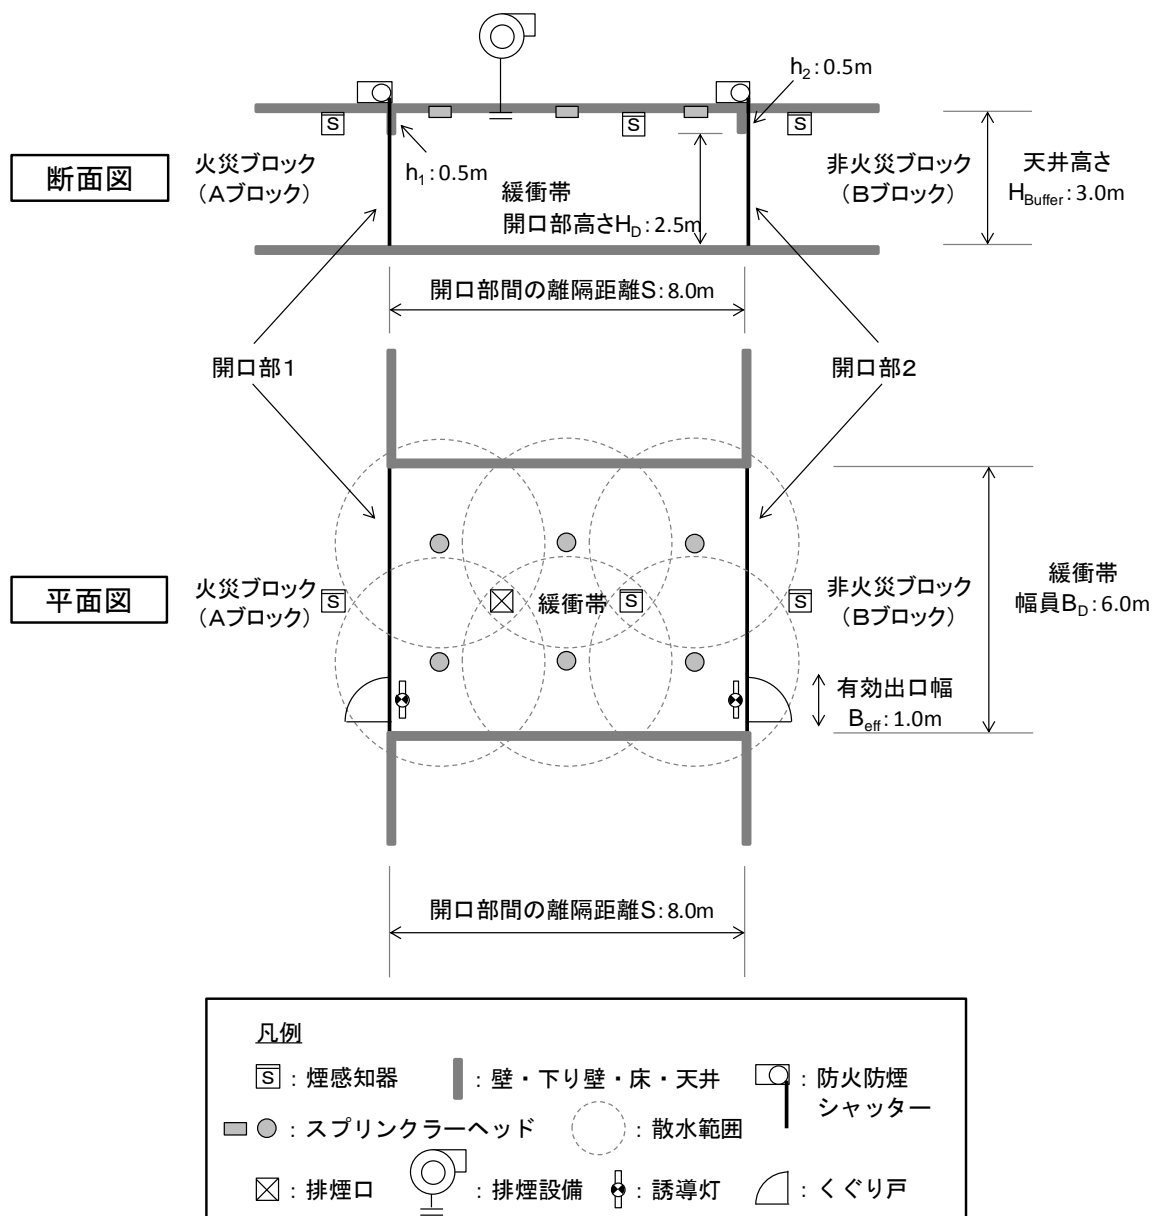 h₂:0.5m
S
S
S
断面図
火災ブロック
(Aブロック)
h₁:0.5m
緩衝帯
開口部高さH_D:2.5m
非火災ブロック
(Bブロック)
天井高さ
H_Buffer:3.0m
開口部間の離隔距離S:8.0m
開口部1
開口部2
平面図
火災ブロック
(Aブロック)
S
緩衝帯
S
S
非火災ブロック
(Bブロック)
緩衝帯
幅員B_D:6.0m
有効出口幅
B_eff:1.0m
開口部間の離隔距離S:8.0m
凡例
S:煙感知器
:壁・下り壁・床・天井
:防火防煙
シャッター
:スプリンクラーヘッド
:散水範囲
:排煙口
:排煙設備
:誘導灯
:くぐり戸